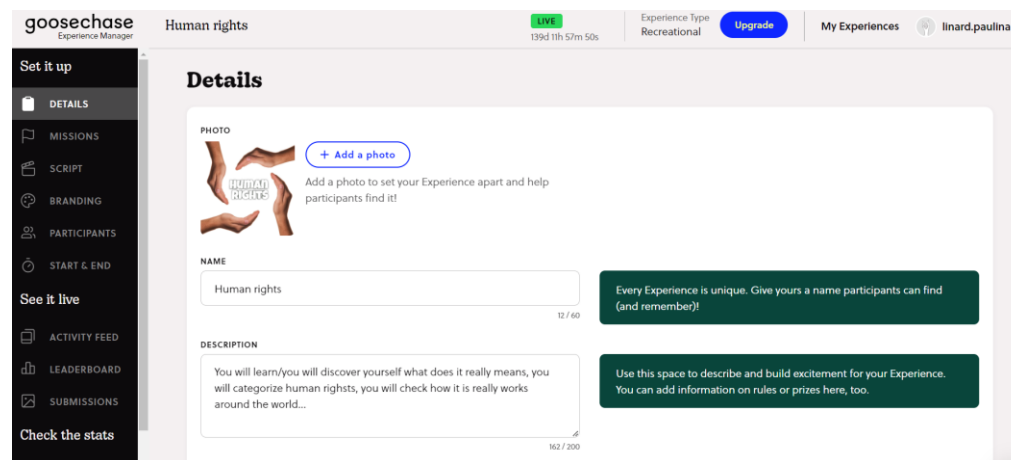 goosechase
Experience Manager
Human rights
LIVE
139d 11h 57m 50s
Experience Type
Recreational
Upgrade
My Experiences
linard.paulina
Set it up
DETAILS
MISSIONS
SCRIPT
BRANDING
PARTICIPANTS
START & END
See it live
ACTIVITY FEED
LEADERBOARD
SUBMISSIONS
Check the stats
Details
PHOTO
HUMAN
RIGHTS
+ Add a photo
Add a photo to set your Experience apart and help
participants find it!
NAME
Human rights
12 / 60
Every Experience is unique. Give yours a name participants can find
(and remember)!
DESCRIPTION
You will learn/you will discover yourself what does it really means, you
will categorize human righsts, you will check how it is really works
around the world...
162 / 200
Use this space to describe and build excitement for your Experience.
You can add information on rules or prizes here, too.